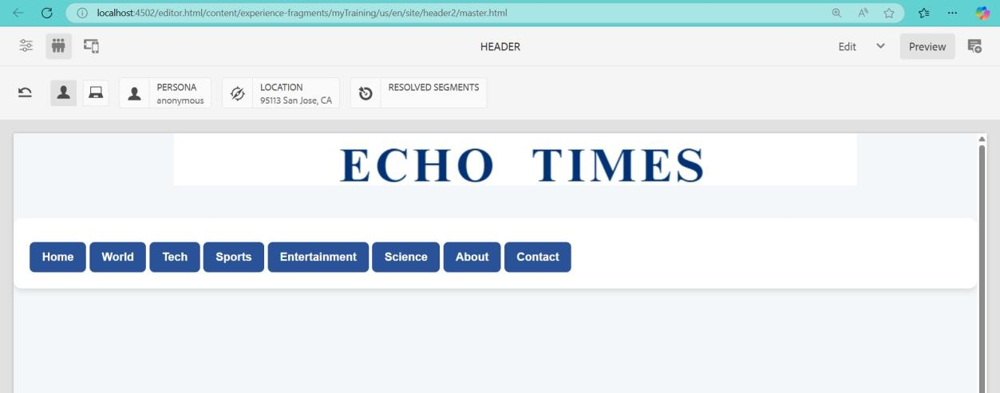 localhost:4502/editor.html/content/experience-fragments/myTraining/us/en/site/header2/master.html
HEADER
Edit
Preview
PERSONA
anonymous
LOCATION
95113 San Jose, CA
RESOLVED SEGMENTS
ECHO TIMES
Home World Tech Sports Entertainment Science About Contact